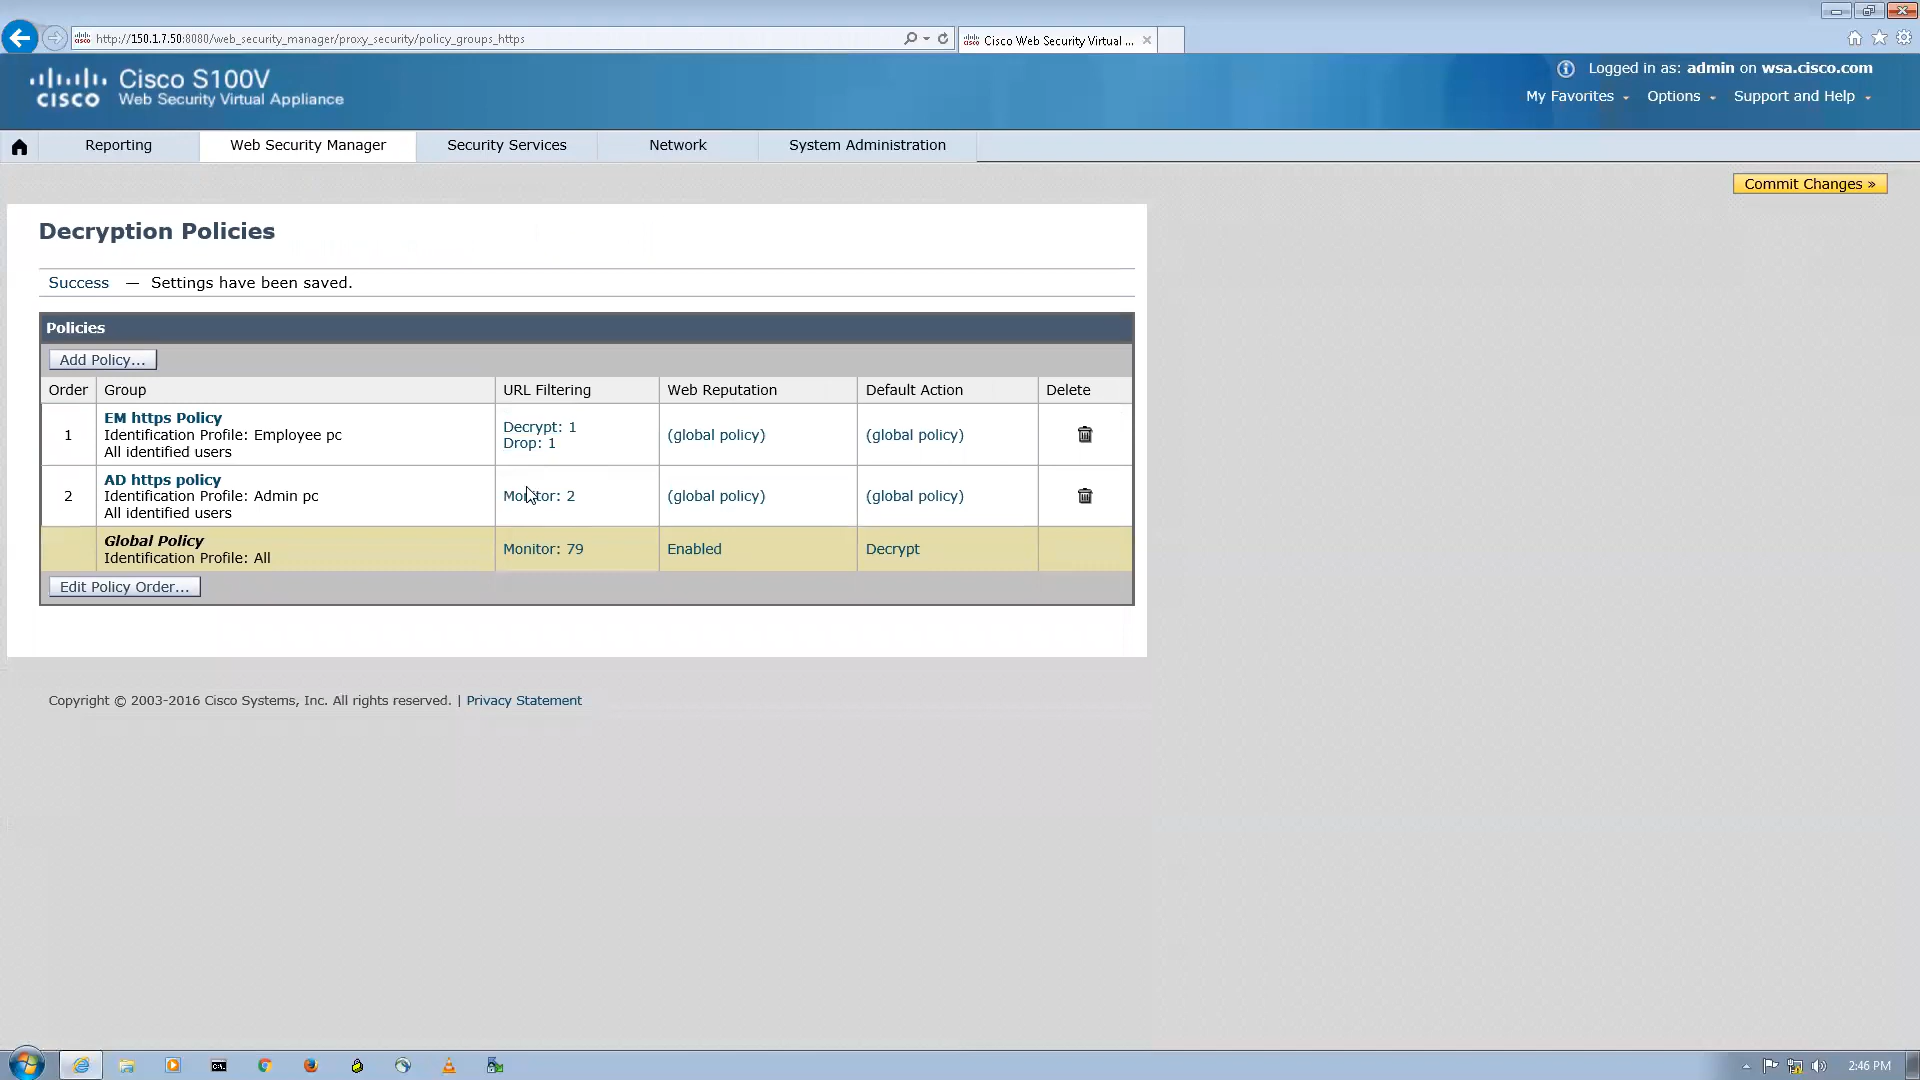 http://150.1.7.50:8080/web_security_manager/proxy_security/policy_groups_https
Cisco Web Security Virtual ...
CISCO
Cisco S100V
Web Security Virtual Appliance
Logged in as: admin on wsa.cisco.com
My Favorites Options Support and Help
Reporting Web Security Manager Security Services Network System Administration
Commit Changes »
Decryption Policies
Success — Settings have been saved.
Policies
Add Policy...
Order Group URL Filtering Web Reputation Default Action Delete
1
EM https Policy
Identification Profile: Employee pc
All identified users
Decrypt: 1
Drop: 1
(global policy) (global policy)
2
AD https policy
Identification Profile: Admin pc
All identified users
Monitor: 2
(global policy) (global policy)
Global Policy
Identification Profile: All
Monitor: 79 Enabled Decrypt
Edit Policy Order...
Copyright © 2003-2016 Cisco Systems, Inc. All rights reserved. | Privacy Statement
2:46 PM